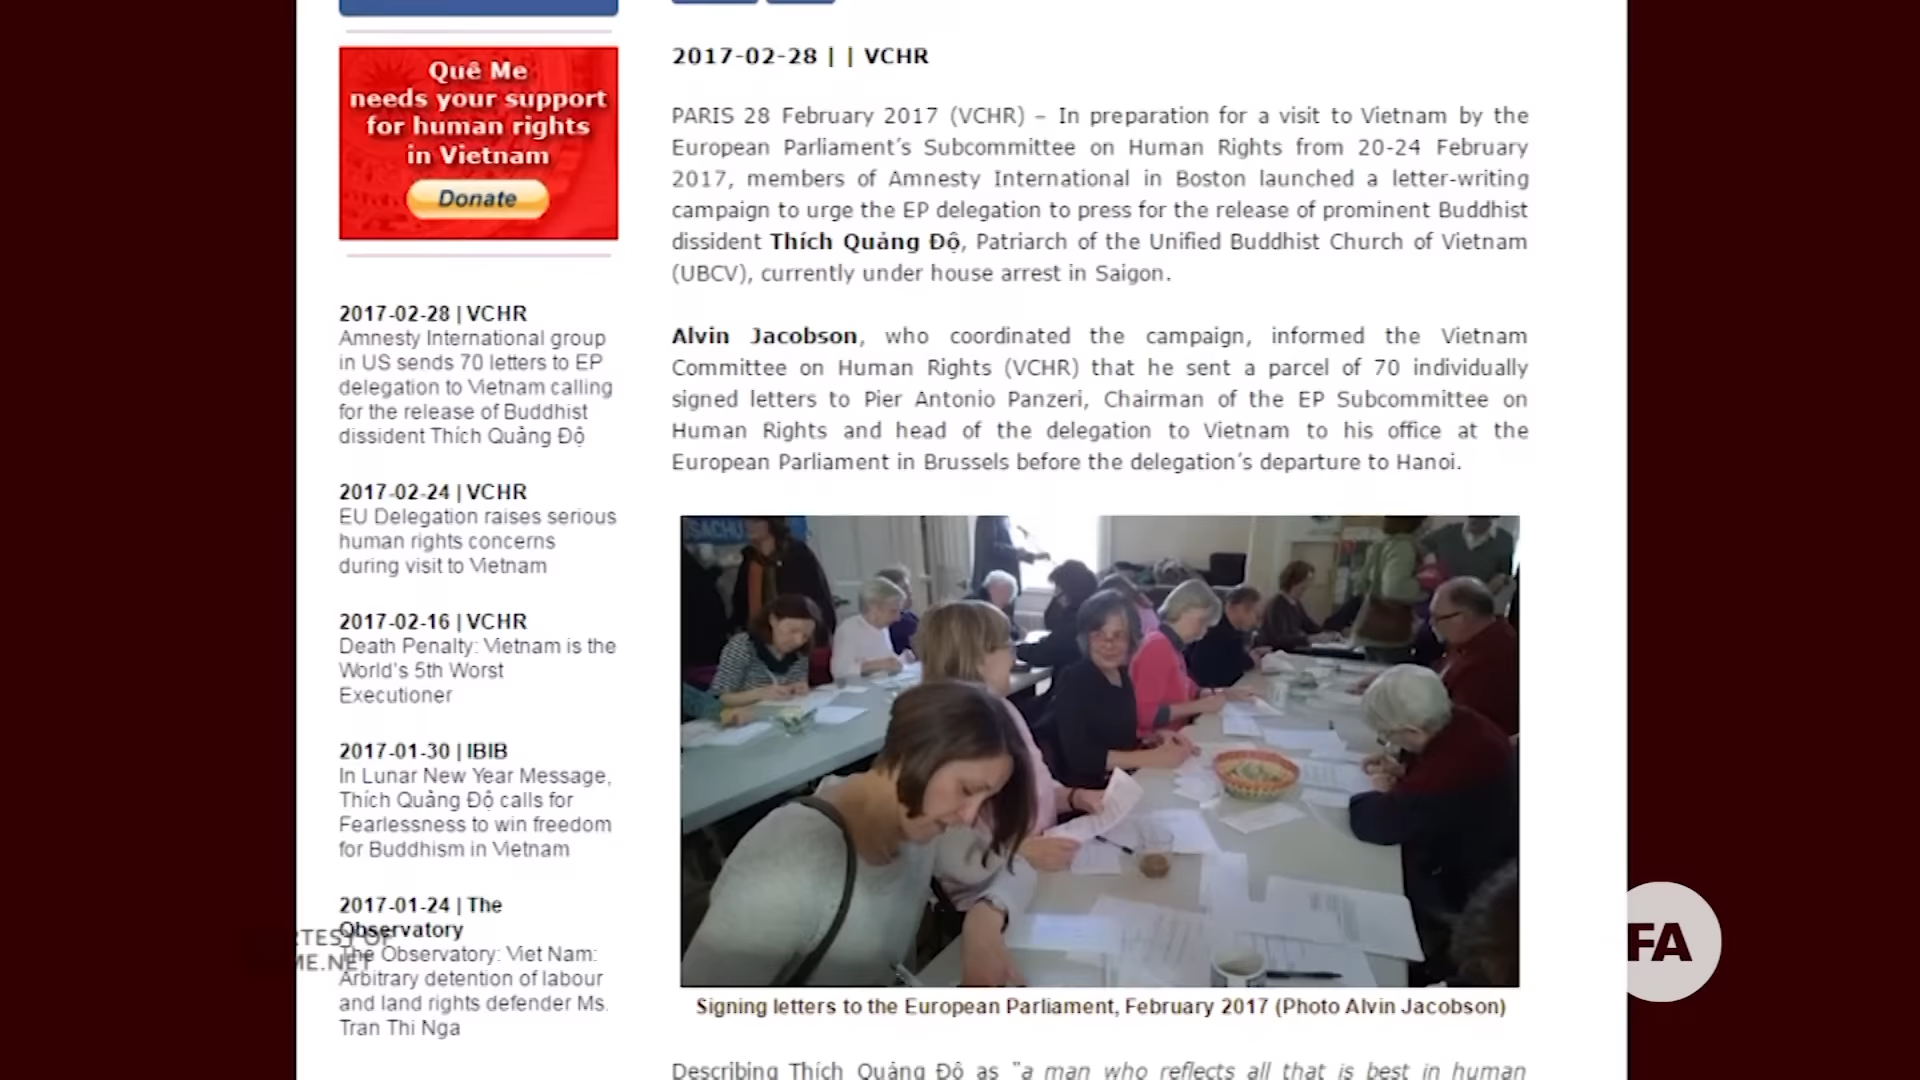 Quê Me
needs your support
for human rights
in Vietnam
Donate
2017-02-28 | VCHR
Amnesty International group
in US sends 70 letters to EP
delegation to Vietnam calling
for the release of Buddhist
dissident Thích Quảng Độ
2017-02-24 | VCHR
EU Delegation raises serious
human rights concerns
during visit to Vietnam
2017-02-16 | VCHR
Death Penalty: Vietnam is the
World's 5th Worst
Executioner
2017-01-30 | IBIB
In Lunar New Year Message,
Thích Quảng Độ calls for
Fearlessness to win freedom
for Buddhism in Vietnam
2017-01-24 | The
Observatory
The Observatory: Viet Nam:
Arbitrary detention of labour
and land rights defender Ms.
Tran Thi Nga
2017-02-28 | | VCHR
PARIS 28 February 2017 (VCHR) – In preparation for a visit to Vietnam by the
European Parliament's Subcommittee on Human Rights from 20-24 February
2017, members of Amnesty International in Boston launched a letter-writing
campaign to urge the EP delegation to press for the release of prominent Buddhist
dissident Thích Quảng Độ, Patriarch of the Unified Buddhist Church of Vietnam
(UBCV), currently under house arrest in Saigon.
Alvin Jacobson, who coordinated the campaign, informed the Vietnam
Committee on Human Rights (VCHR) that he sent a parcel of 70 individually
signed letters to Pier Antonio Panzeri, Chairman of the EP Subcommittee on
Human Rights and head of the delegation to Vietnam to his office at the
European Parliament in Brussels before the delegation's departure to Hanoi.
SACHU
Signing letters to the European Parliament, February 2017 (Photo Alvin Jacobson)
Describing Thích Quảng Độ as "a man who reflects all that is best in human
RTESY OF
ME.NET
FA